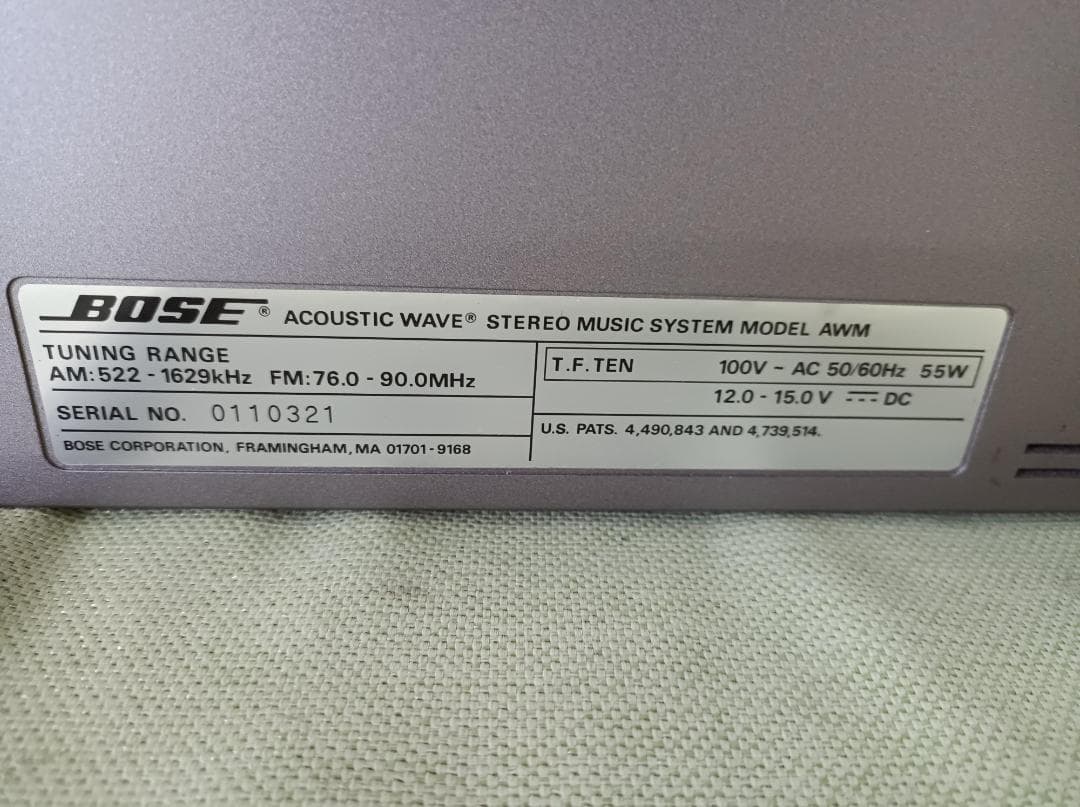 BOSE® ACOUSTIC WAVE® STEREO MUSIC SYSTEM MODEL AWM
TUNING RANGE
AM:522 - 1629kHz FM:76.0 - 90.0MHz
SERIAL NO. 0110321
BOSE CORPORATION, FRAMINGHAM, MA 01701-9168
T.F. TEN 100V ~ AC 50/60Hz 55W
12.0 - 15.0 V ⎓ DC
U.S. PATS. 4,490,843 AND 4,739,514.